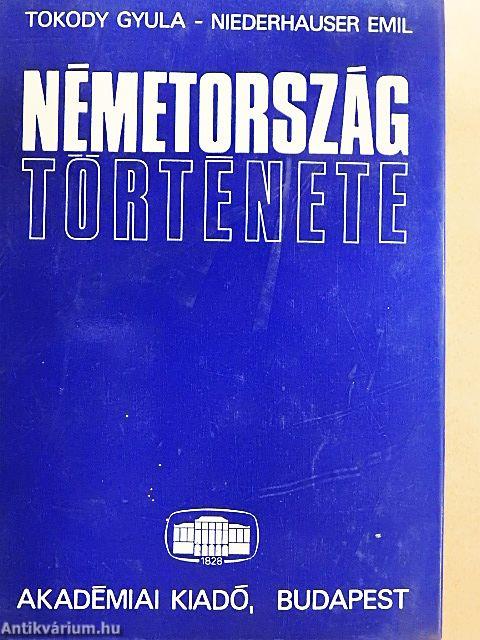 TOKODY GYULA - NIEDERHAUSER EMIL
NÉMETORSZÁG
TÖRTÉNETE
1828
AKADÉMIAI KIADÓ, BUDAPEST
Antikvárium.hu